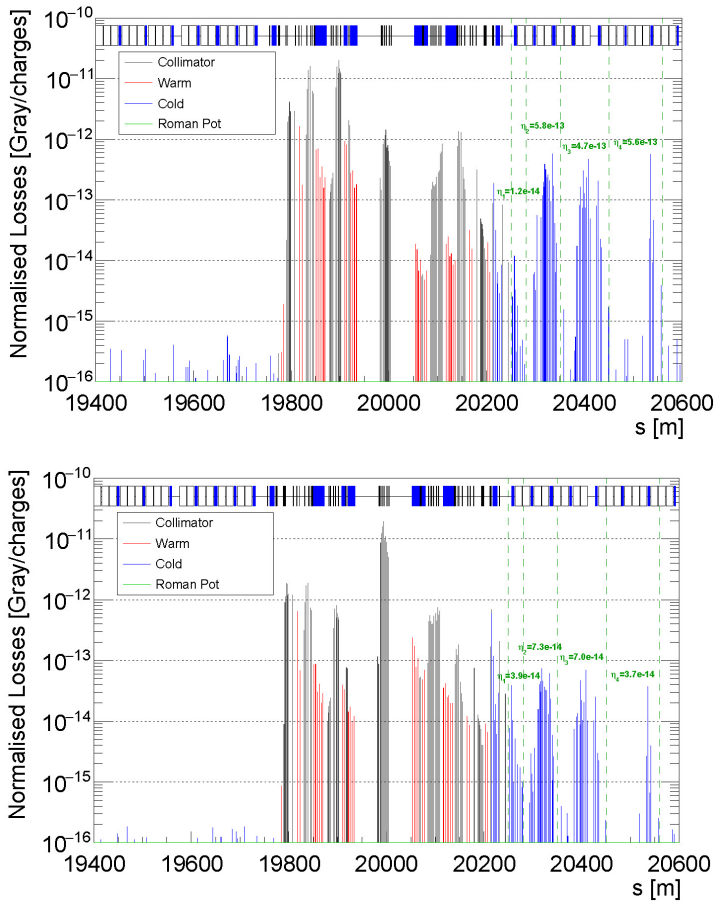 Normalised Losses [Gray/charges]
10⁻¹⁰
10⁻¹¹
10⁻¹²
10⁻¹³
10⁻¹⁴
10⁻¹⁵
10⁻¹⁶
Collimator
Warm
Cold
Roman Pot
η₂=5.8e-13
η₃=4.7e-13
η₄=5.6e-13
η₁=1.2e-14
19400 19600 19800 20000 20200 20400 20600
s [m]
Normalised Losses [Gray/charges]
10⁻¹⁰
10⁻¹¹
10⁻¹²
10⁻¹³
10⁻¹⁴
10⁻¹⁵
10⁻¹⁶
Collimator
Warm
Cold
Roman Pot
η₂=7.3e-14
η₃=7.0e-14
η₁=3.9e-14
η₄=3.7e-14
19400 19600 19800 20000 20200 20400 20600
s [m]